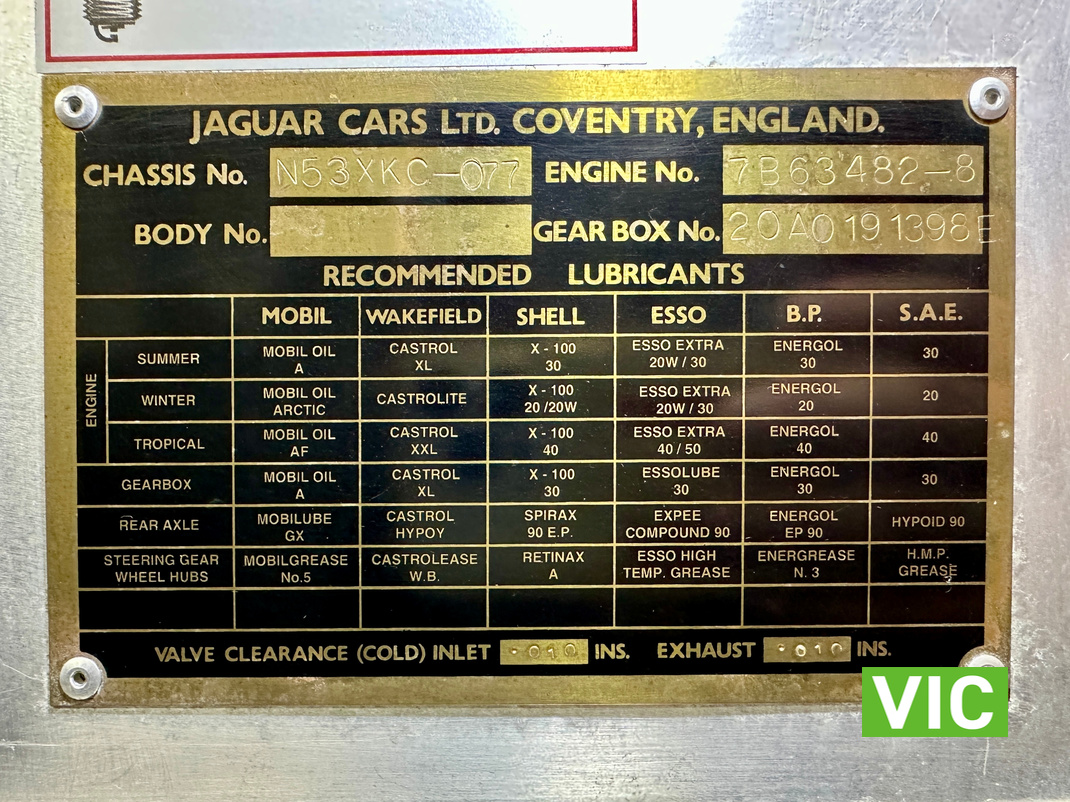 JAGUAR CARS LTD. COVENTRY, ENGLAND.
CHASSIS No. N53XKC-077 ENGINE No. 7B63482-8
BODY No. GEAR BOX No. 20A0191398E
RECOMMENDED LUBRICANTS
MOBIL WAKEFIELD SHELL ESSO B.P. S.A.E.
ENGINE
SUMMER MOBIL OIL A CASTROL XL X - 100 30 ESSO EXTRA 20W / 30 ENERGOL 30 30
WINTER MOBIL OIL ARCTIC CASTROLITE X - 100 20 /20W ESSO EXTRA 20W / 30 ENERGOL 20 20
TROPICAL MOBIL OIL AF CASTROL XXL X - 100 40 ESSO EXTRA 40 / 50 ENERGOL 40 40
GEARBOX MOBIL OIL A CASTROL XL X - 100 30 ESSOLUBE 30 ENERGOL 30 30
REAR AXLE MOBILUBE GX CASTROL HYPOY SPIRAX 90 E.P. EXPEE COMPOUND 90 ENERGOL EP 90 HYPOID 90
STEERING GEAR WHEEL HUBS MOBILGREASE No.5 CASTROLEASE W.B. RETINAX A ESSO HIGH TEMP. GREASE ENERGREASE N. 3 H.M.P. GREASE
VALVE CLEARANCE (COLD) INLET .010 INS. EXHAUST .010 INS.
VIC